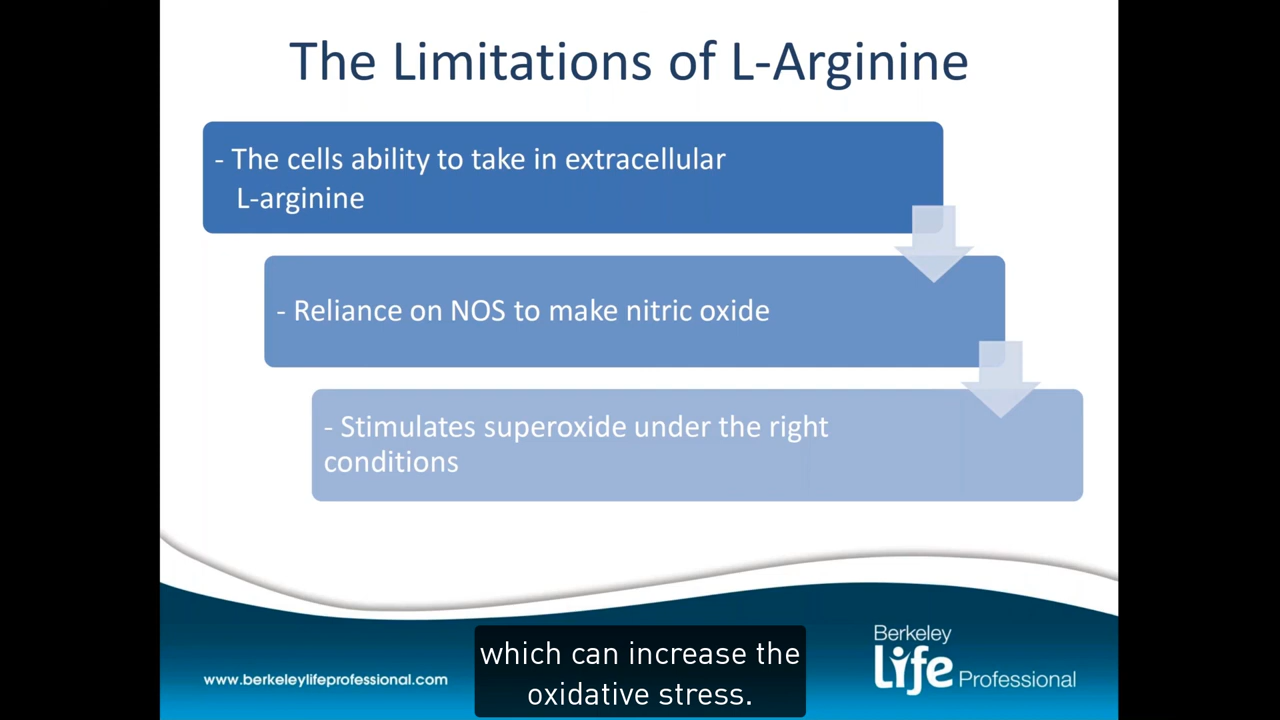 The Limitations of L-Arginine
- The cells ability to take in extracellular
L-arginine
- Reliance on NOS to make nitric oxide
- Stimulates superoxide under the right
conditions
which can increase the
oxidative stress.
www.berkeleylifeprofessional.com
Berkeley
Life Professional